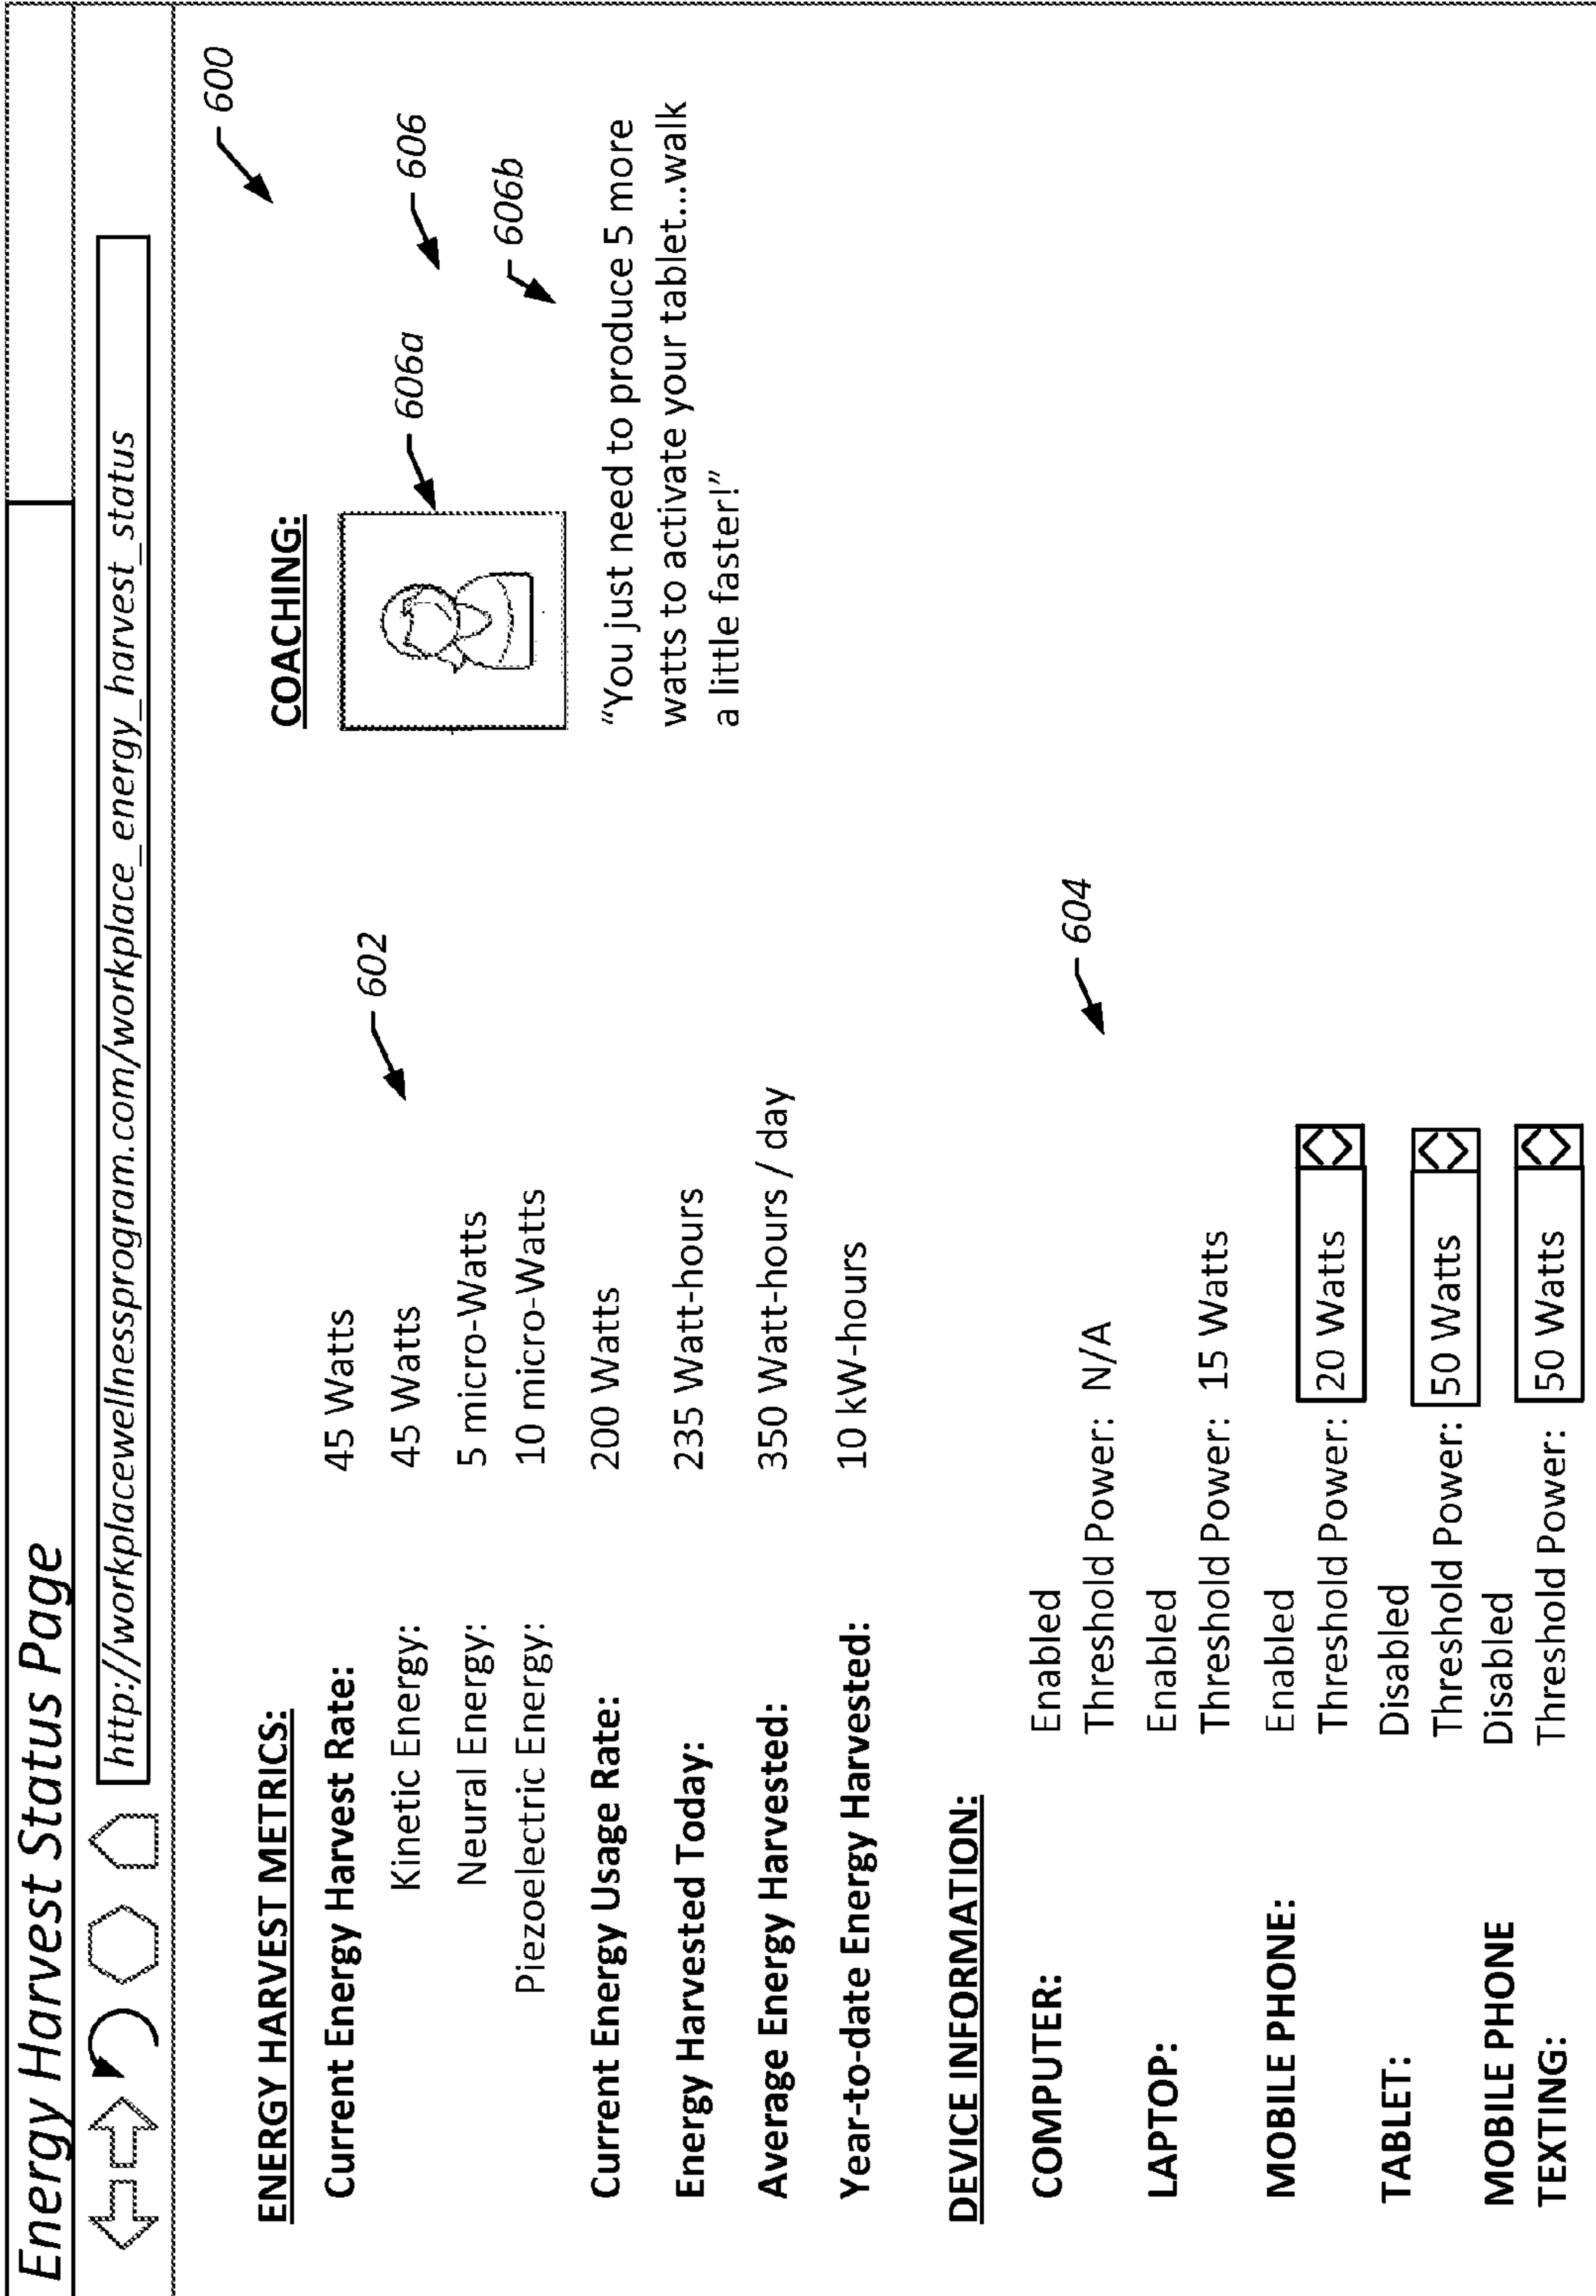 Energy Harvest Status Page
http://workplacewellnessprogram.com/workplace_energy_harvest_status
600
ENERGY HARVEST METRICS:
Current Energy Harvest Rate: 45 Watts
Kinetic Energy: 45 Watts
Neural Energy: 5 micro-Watts
Piezoelectric Energy: 10 micro-Watts
Current Energy Usage Rate: 200 Watts
Energy Harvested Today: 235 Watt-hours
Average Energy Harvested: 350 Watt-hours / day
Year-to-date Energy Harvested: 10 kW-hours
602
COACHING:
606a
606
606b
“You just need to produce 5 more
watts to activate your tablet...walk
a little faster!”
DEVICE INFORMATION:
604
COMPUTER: Enabled
Threshold Power: N/A
LAPTOP: Enabled
Threshold Power: 15 Watts
MOBILE PHONE: Enabled
Threshold Power: 20 Watts
TABLET: Disabled
Threshold Power: 50 Watts
MOBILE PHONE Disabled
TEXTING: Threshold Power: 50 Watts